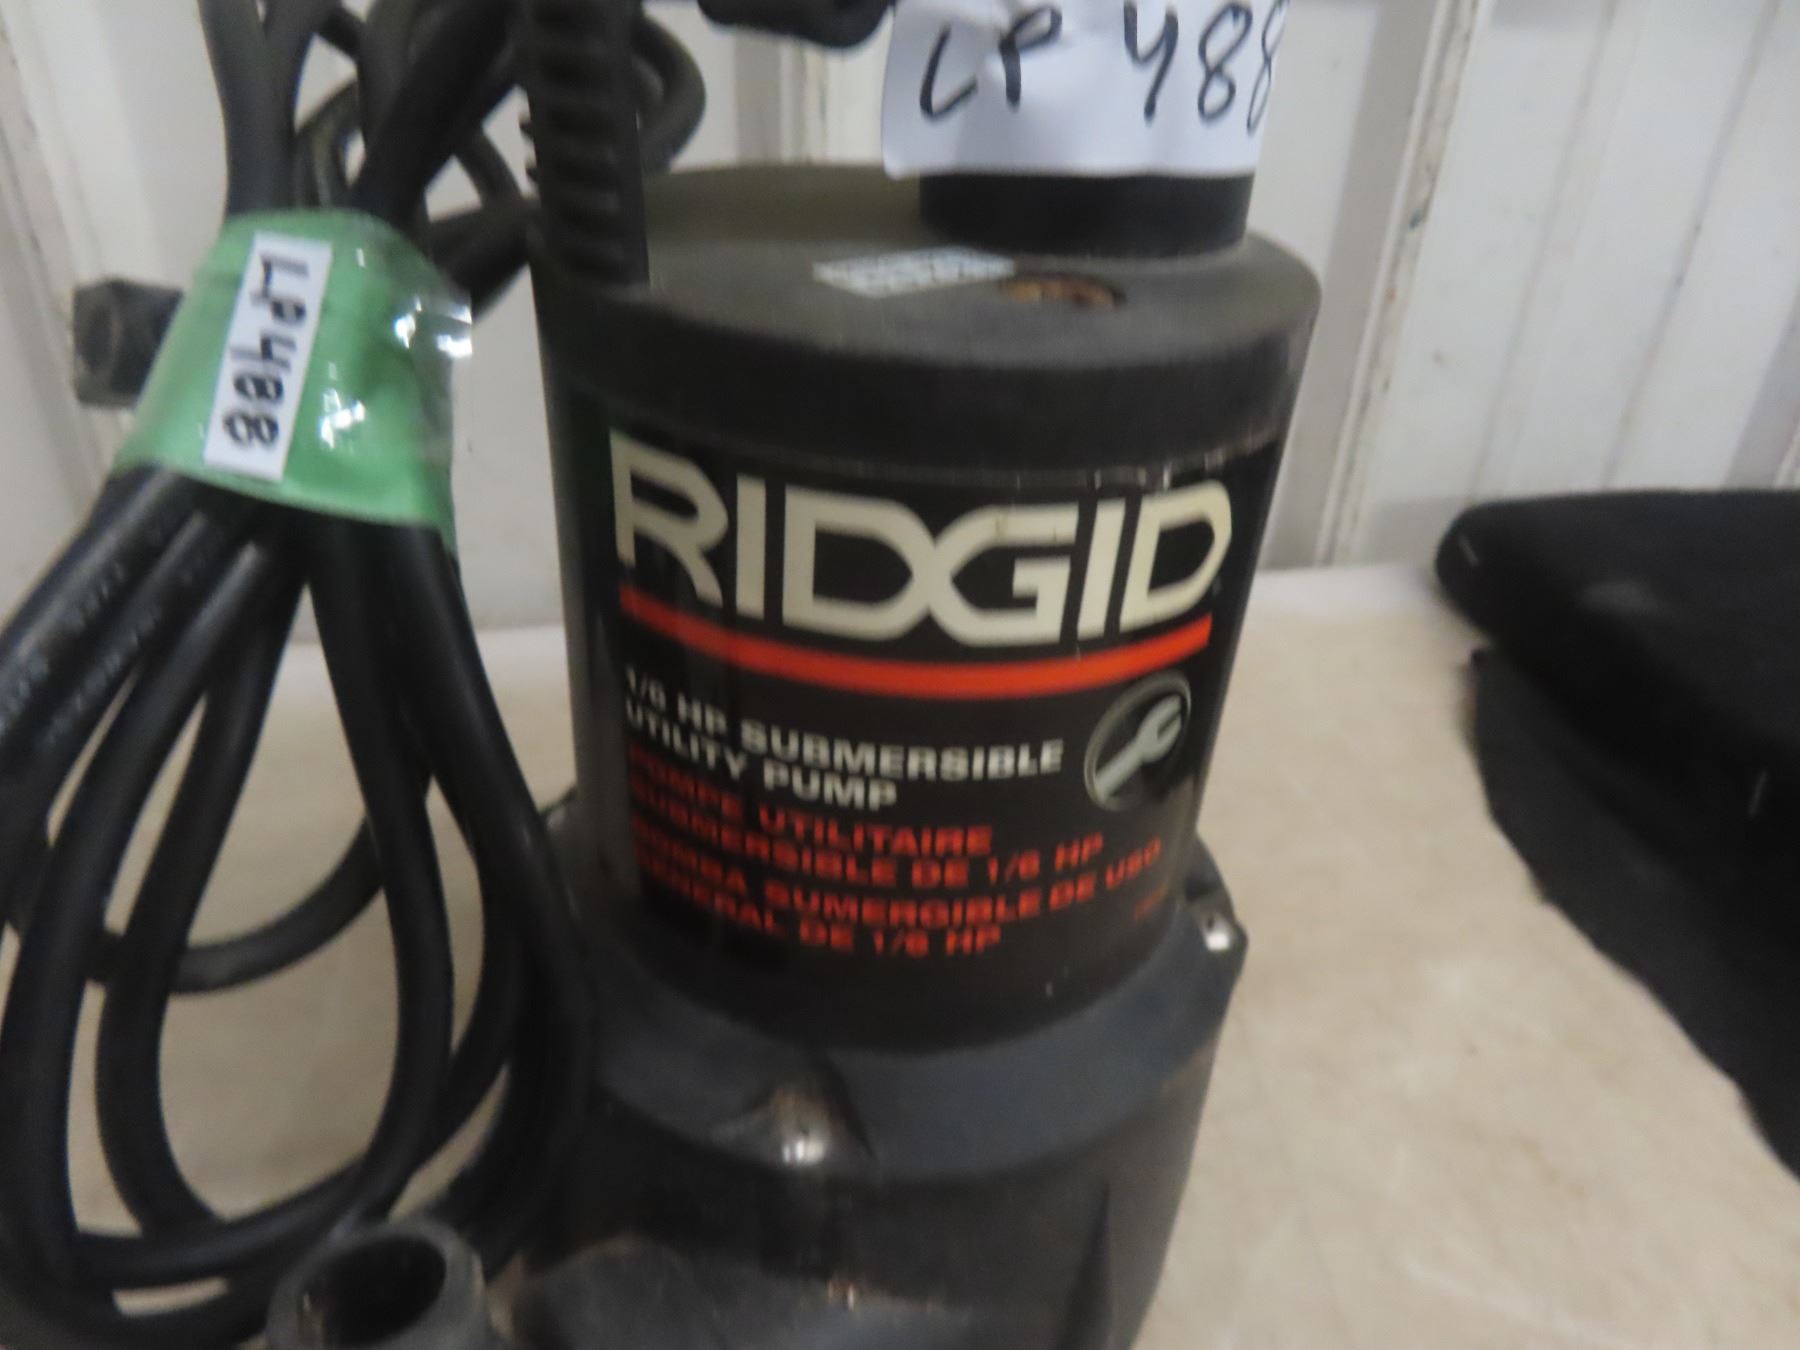 LP 488
LP488
RIDGID
1/6 HP SUBMERSIBLE
UTILITY PUMP
POMPE UTILITAIRE
SUBMERSIBLE DE 1/6 HP
BOMBA SUMERGIBLE DE USO
GENERAL DE 1/6 HP